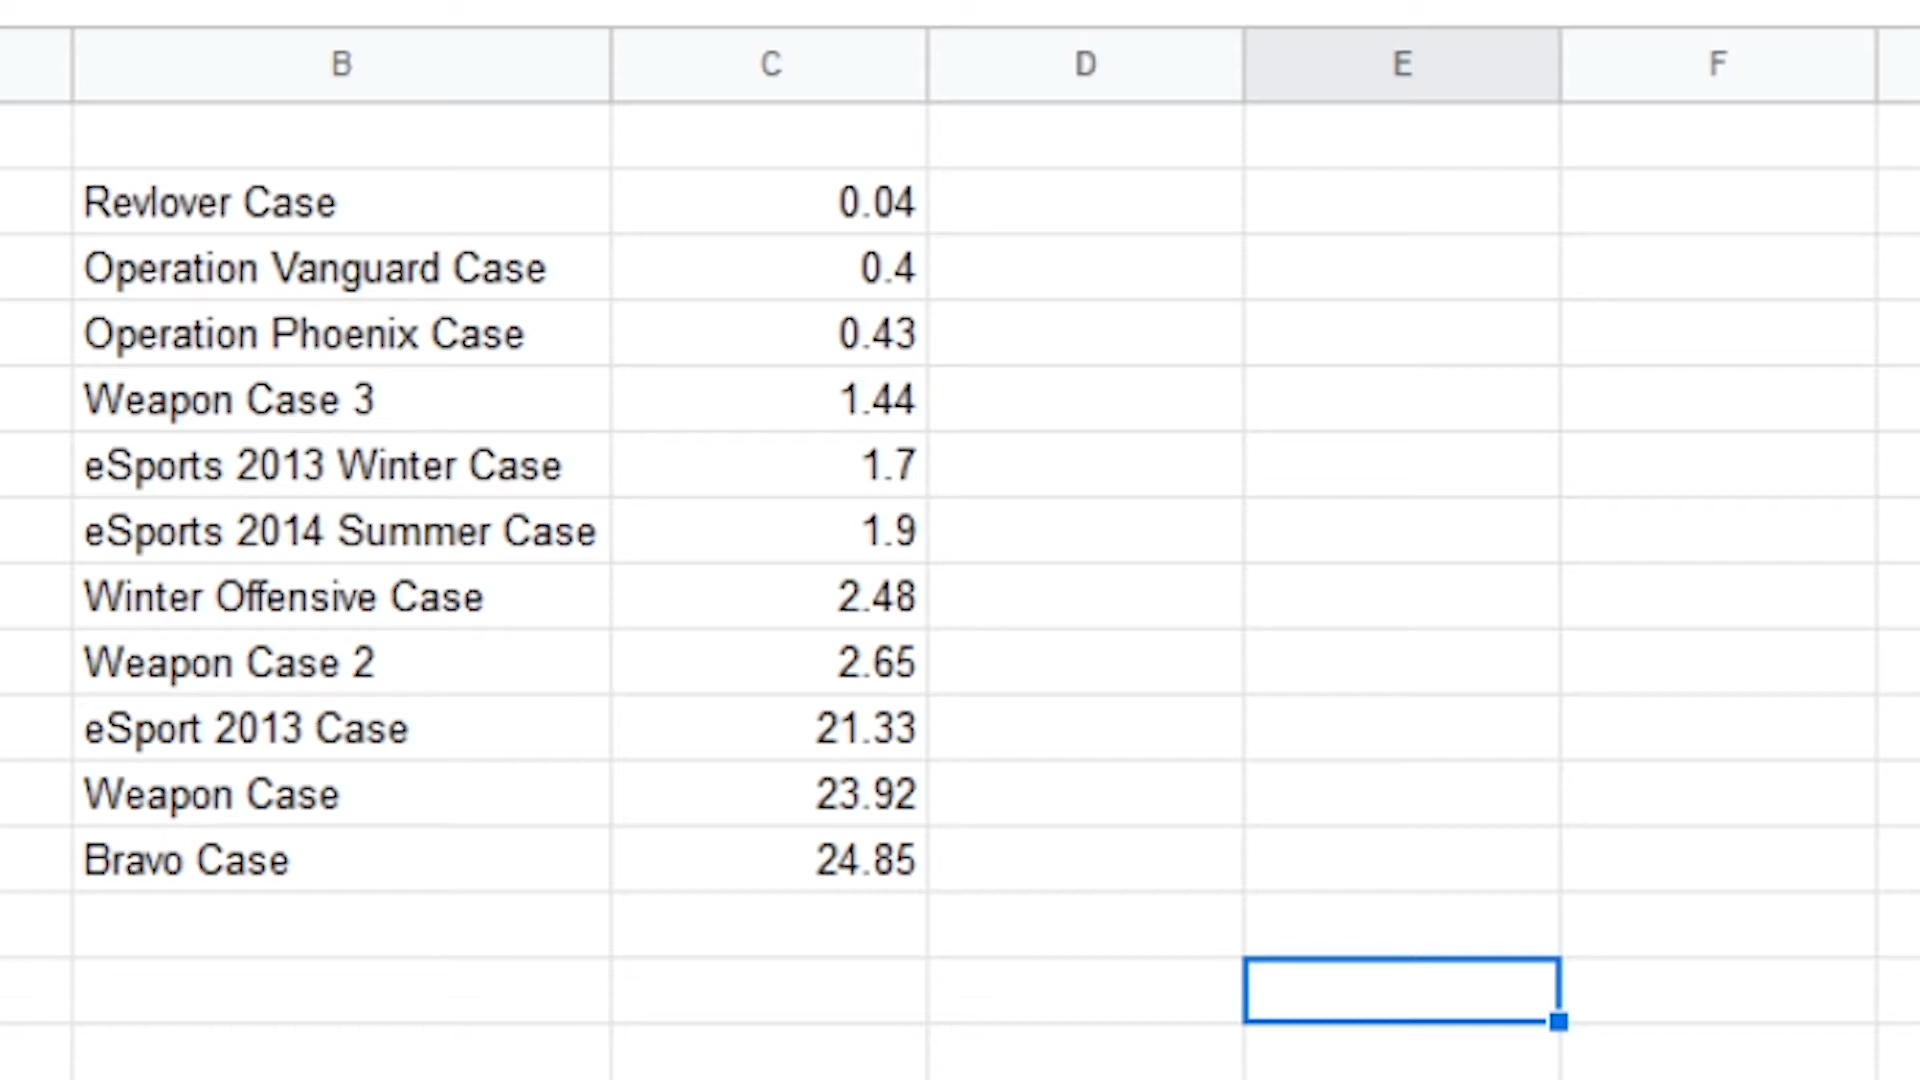 B C D E F
Revlover Case 0.04
Operation Vanguard Case 0.4
Operation Phoenix Case 0.43
Weapon Case 3 1.44
eSports 2013 Winter Case 1.7
eSports 2014 Summer Case 1.9
Winter Offensive Case 2.48
Weapon Case 2 2.65
eSport 2013 Case 21.33
Weapon Case 23.92
Bravo Case 24.85